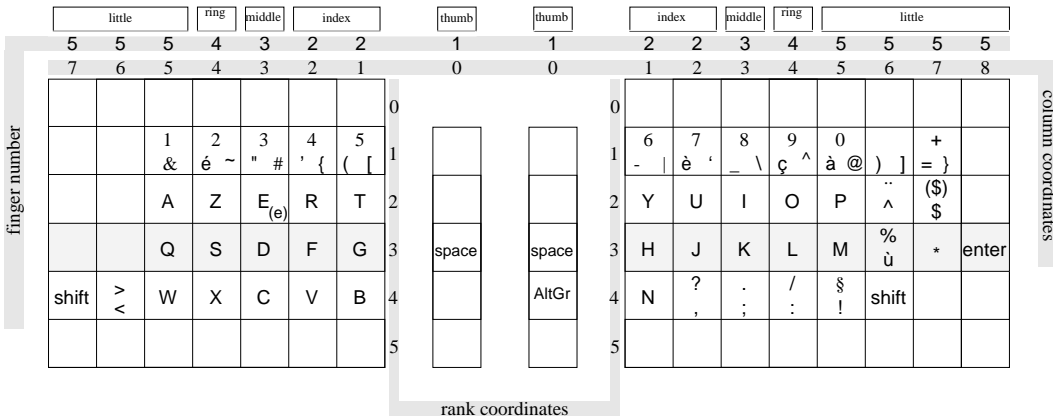 little ring middle index thumb thumb index middle ring little
5 5 5 4 3 2 2 1 1 2 2 3 4 5 5 5 5
7 6 5 4 3 2 1 0 0 1 2 3 4 5 6 7 8
0 0
1 2 3 4 5 6 7 8 9 0 +
& é ~ " # ' { ( [ 1 1 - | è ‘ _ \ ç ^ à @ ) ] = }
A Z E (e) R T 2 2 Y U I O P ¨ ^ ($) $
Q S D F G 3 space space 3 H J K L M % ù * enter
shift > < W X C V B 4 AltGr 4 N ? , . ; / : § ! shift
5 5
rank coordinates
finger number
column coordinates